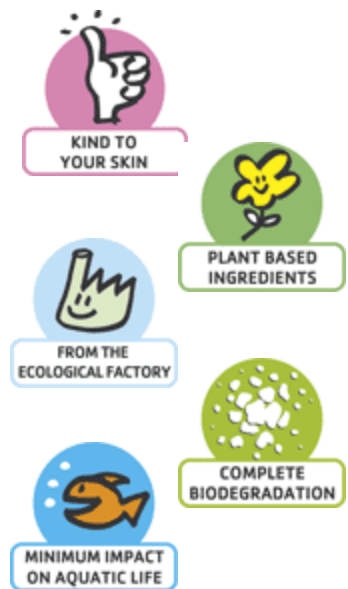 KIND TO
YOUR SKIN
PLANT BASED
INGREDIENTS
FROM THE
ECOLOGICAL FACTORY
COMPLETE
BIODEGRADATION
MINIMUM IMPACT
ON AQUATIC LIFE